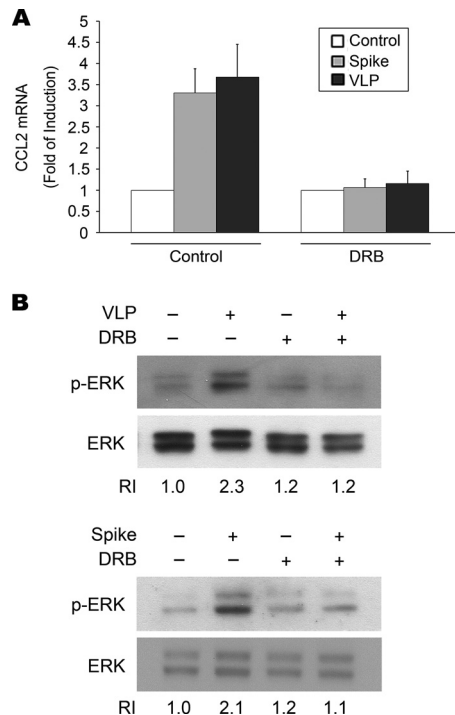 A
CCL2 mRNA
(Fold of Induction)
5
4.5
4
3.5
3
2.5
2
1.5
1
0.5
0
Control
Spike
VLP
Control DRB
B
VLP – + – +
DRB – – + +
p-ERK
ERK
RI 1.0 2.3 1.2 1.2
Spike – + – +
DRB – – + +
p-ERK
ERK
RI 1.0 2.1 1.2 1.1